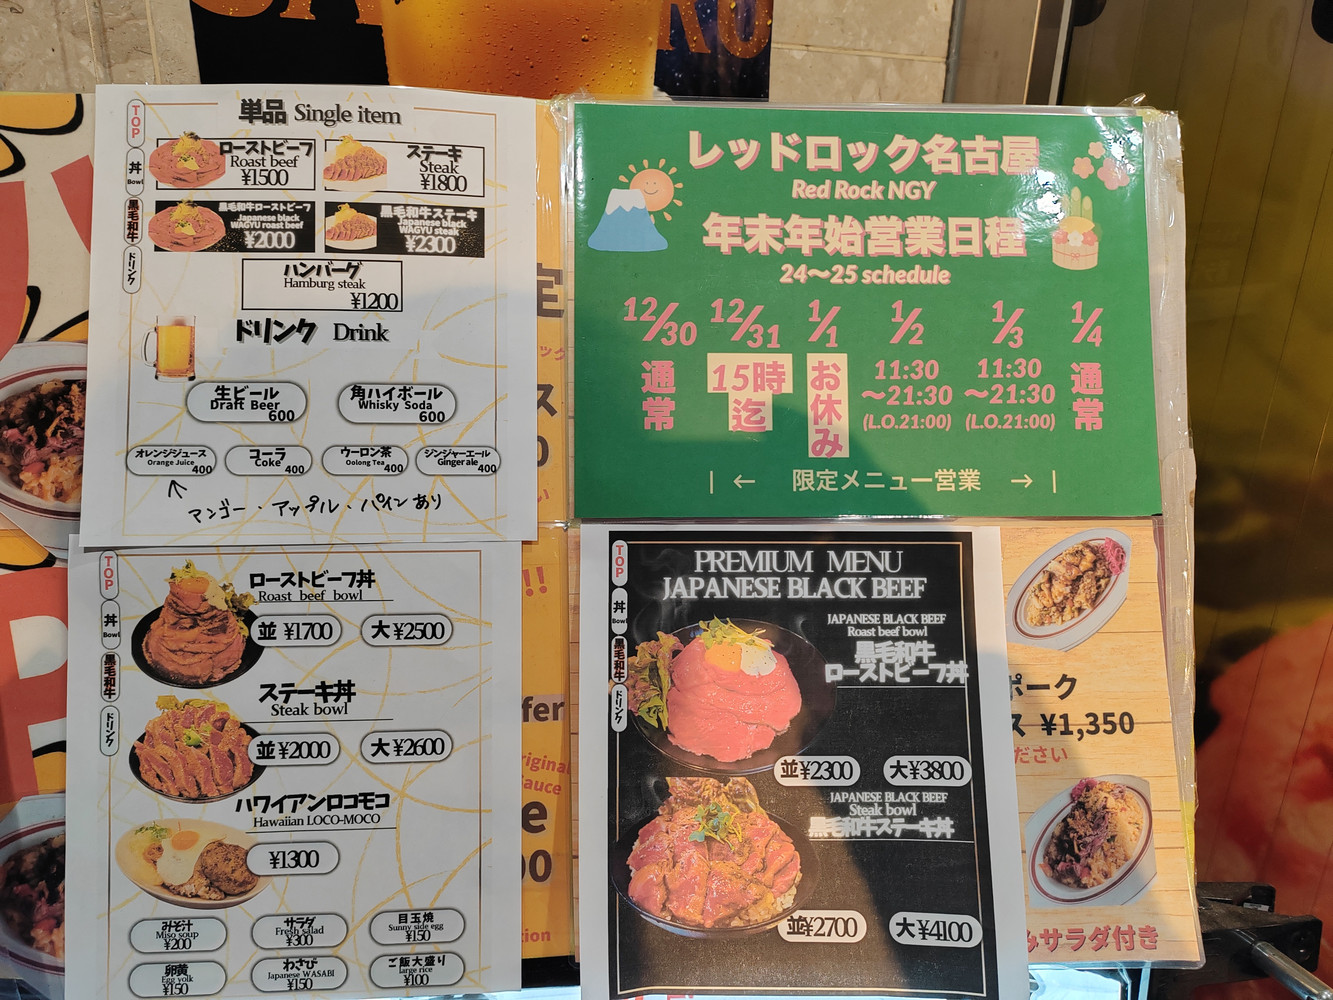 単品 Single item
TOP
丼
Bowl
黒毛和牛
ドリンク
ローストビーフ
Roast beef
¥1500
ステーキ
Steak
¥1800
黒毛和牛ローストビーフ
Japanese black
WAGYU roast beef
¥2000
黒毛和牛ステーキ
Japanese black
WAGYU steak
¥2300
ハンバーグ
Hamburg steak
¥1200
ドリンク Drink
生ビール
Draft Beer
600
角ハイボール
Whisky Soda
600
オレンジジュース
Orange Juice
400
コーラ
Coke
400
ウーロン茶
Oolong Tea
400
ジンジャーエール
Ginger ale
400
マンゴー・アップル・パインあり
レッドロック名古屋
Red Rock NGY
年末年始営業日程
24〜25 schedule
12/30 12/31 1/1 1/2 1/3 1/4
通常
15時迄
お休み
11:30
〜21:30
(L.O.21:00)
11:30
〜21:30
(L.O.21:00)
通常
| ← 限定メニュー営業 → |
TOP
丼
Bowl
黒毛和牛
ドリンク
ローストビーフ丼
Roast beef bowl
並 ¥1700 大 ¥2500
ステーキ丼
Steak bowl
並 ¥2000 大 ¥2600
ハワイアンロコモコ
Hawaiian LOCO-MOCO
¥1300
みそ汁
Miso soup
¥200
サラダ
Fresh salad
¥300
目玉焼
Sunny side egg
¥150
卵黄
Egg yolk
¥150
わさび
Japanese WASABI
¥150
ご飯大盛り
large rice
¥100
TOP
丼
Bowl
黒毛和牛
ドリンク
PREMIUM MENU
JAPANESE BLACK BEEF
JAPANESE BLACK BEEF
Roast beef bowl
黒毛和牛
ローストビーフ丼
並 ¥2300 大 ¥3800
JAPANESE BLACK BEEF
Steak bowl
黒毛和牛ステーキ丼
並 ¥2700 大 ¥4100
ポーク
ス ¥1,350
ださい
サラダ付き
定
ック
ス
!!
fer
riginal
auce
e
00
tion